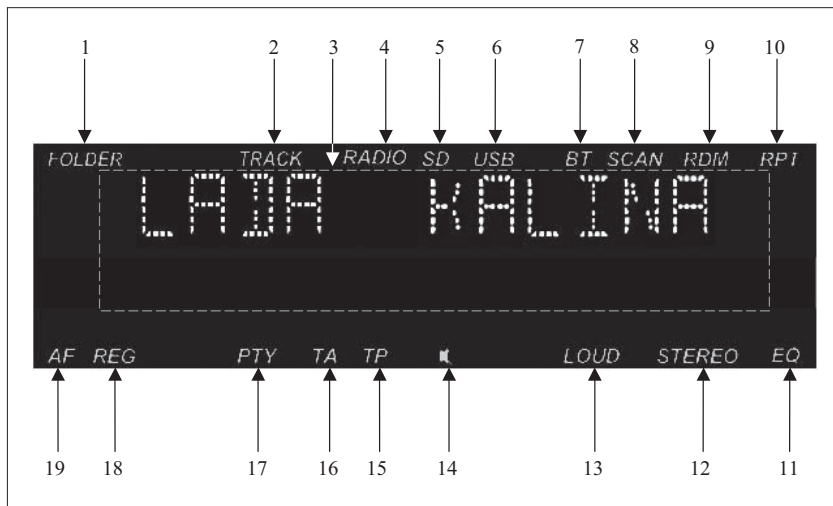 1 2 3 4 5 6 7 8 9 10
FOLDER TRACK RADIO SD USB BT SCAN RDM RPT
LADA KALINA
AF REG PTY TA TP LOUD STEREO EQ
19 18 17 16 15 14 13 12 11